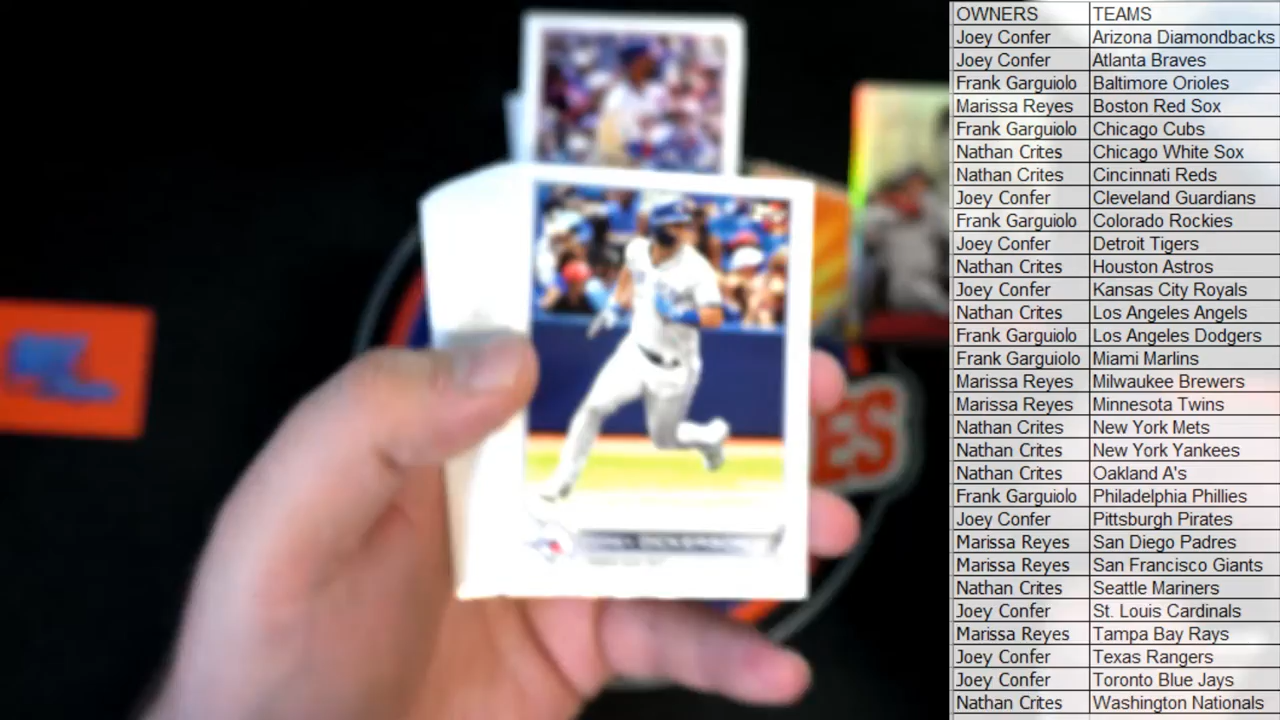 OWNERS TEAMS
Joey Confer Arizona Diamondbacks
Joey Confer Atlanta Braves
Frank Garguiolo Baltimore Orioles
Marissa Reyes Boston Red Sox
Frank Garguiolo Chicago Cubs
Nathan Crites Chicago White Sox
Nathan Crites Cincinnati Reds
Joey Confer Cleveland Guardians
Frank Garguiolo Colorado Rockies
Joey Confer Detroit Tigers
Nathan Crites Houston Astros
Joey Confer Kansas City Royals
Nathan Crites Los Angeles Angels
Frank Garguiolo Los Angeles Dodgers
Frank Garguiolo Miami Marlins
Marissa Reyes Milwaukee Brewers
Marissa Reyes Minnesota Twins
Nathan Crites New York Mets
Nathan Crites New York Yankees
Nathan Crites Oakland A's
Frank Garguiolo Philadelphia Phillies
Joey Confer Pittsburgh Pirates
Marissa Reyes San Diego Padres
Marissa Reyes San Francisco Giants
Nathan Crites Seattle Mariners
Joey Confer St. Louis Cardinals
Marissa Reyes Tampa Bay Rays
Joey Confer Texas Rangers
Joey Confer Toronto Blue Jays
Nathan Crites Washington Nationals